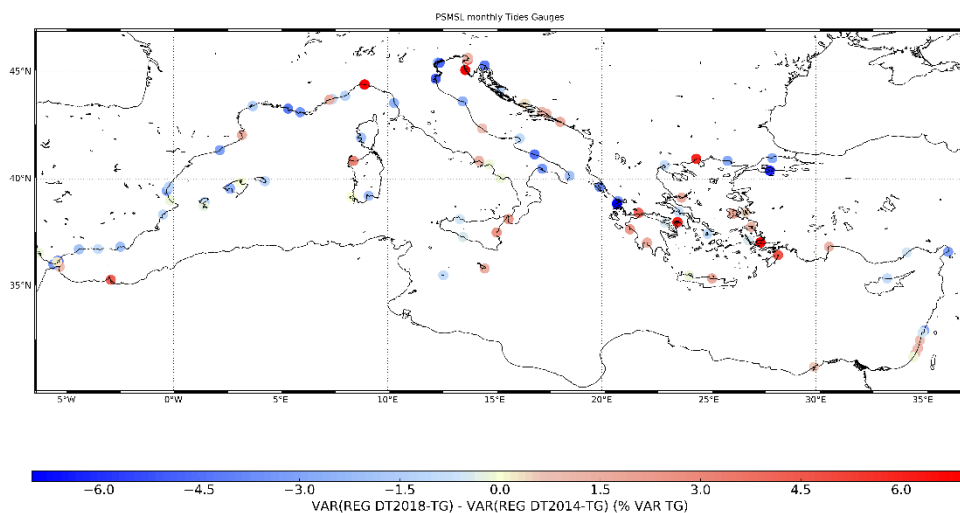 PSMSL monthly Tides Gauges
45°N
40°N
35°N
5°W 0°W 5°E 10°E 15°E 20°E 25°E 30°E 35°E
−6.0 −4.5 −3.0 −1.5 0.0 1.5 3.0 4.5 6.0
VAR(REG DT2018-TG) - VAR(REG DT2014-TG) (% VAR TG)